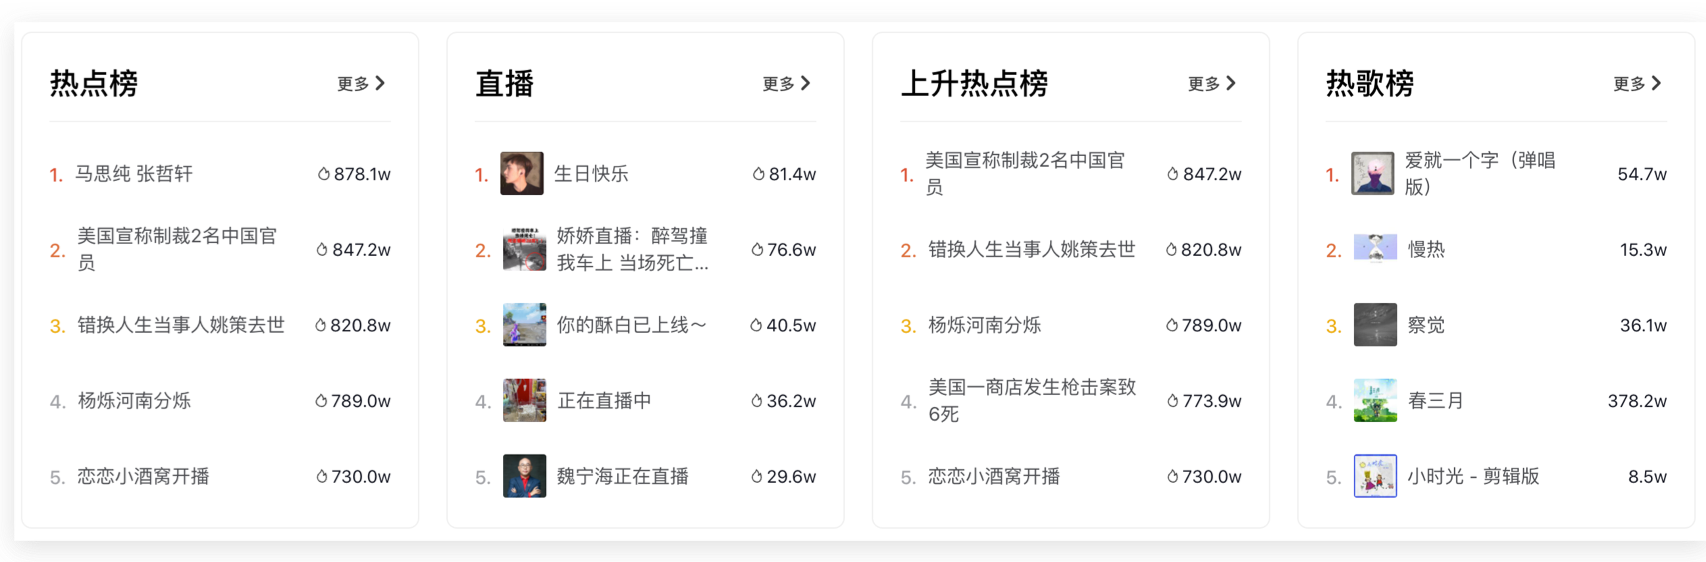 热点榜 更多
1. 马思纯 张哲轩 878.1w
2. 美国宣称制裁2名中国官
员 847.2w
3. 错换人生当事人姚策去世 820.8w
4. 杨烁河南分烁 789.0w
5. 恋恋小酒窝开播 730.0w
直播 更多
1. 生日快乐 81.4w
2. 娇娇直播：醉驾撞
我车上 当场死亡... 76.6w
3. 你的酥白已上线～ 40.5w
4. 正在直播中 36.2w
5. 魏宁海正在直播 29.6w
上升热点榜 更多
1. 美国宣称制裁2名中国官
员 847.2w
2. 错换人生当事人姚策去世 820.8w
3. 杨烁河南分烁 789.0w
4. 美国一商店发生枪击案致
6死 773.9w
5. 恋恋小酒窝开播 730.0w
热歌榜 更多
1. 爱就一个字（弹唱
版） 54.7w
2. 慢热 15.3w
3. 察觉 36.1w
4. 春三月 378.2w
5. 小时光 - 剪辑版 8.5w